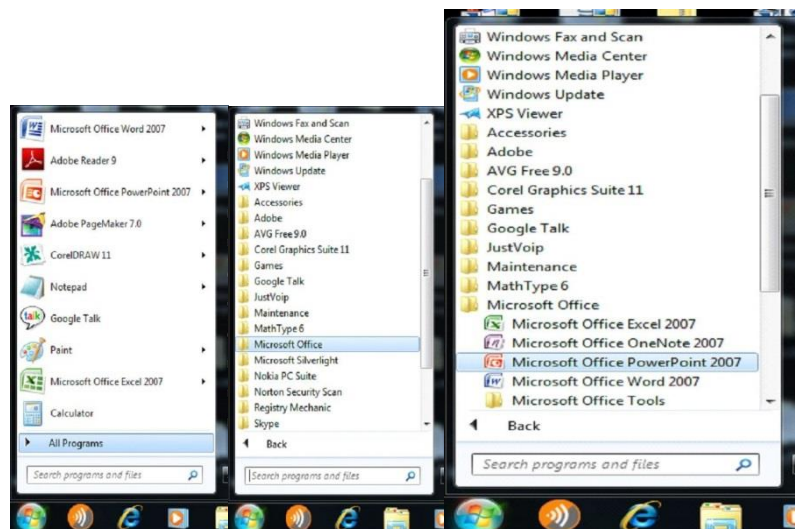 Microsoft Office Word 2007
Adobe Reader 9
Microsoft Office PowerPoint 2007
Adobe PageMaker 7.0
CorelDRAW 11
Notepad
Google Talk
Paint
Microsoft Office Excel 2007
Calculator
All Programs
Search programs and files
Windows Fax and Scan
Windows Media Center
Windows Media Player
Windows Update
XPS Viewer
Accessories
Adobe
AVG Free 9.0
Corel Graphics Suite 11
Games
Google Talk
JustVoip
Maintenance
MathType 6
Microsoft Office
Microsoft Silverlight
Nokia PC Suite
Norton Security Scan
Registry Mechanic
Skype
Back
Search programs and files
Windows Fax and Scan
Windows Media Center
Windows Media Player
Windows Update
XPS Viewer
Accessories
Adobe
AVG Free 9.0
Corel Graphics Suite 11
Games
Google Talk
JustVoip
Maintenance
MathType 6
Microsoft Office
Microsoft Office Excel 2007
Microsoft Office OneNote 2007
Microsoft Office PowerPoint 2007
Microsoft Office Word 2007
Microsoft Office Tools
Back
Search programs and files